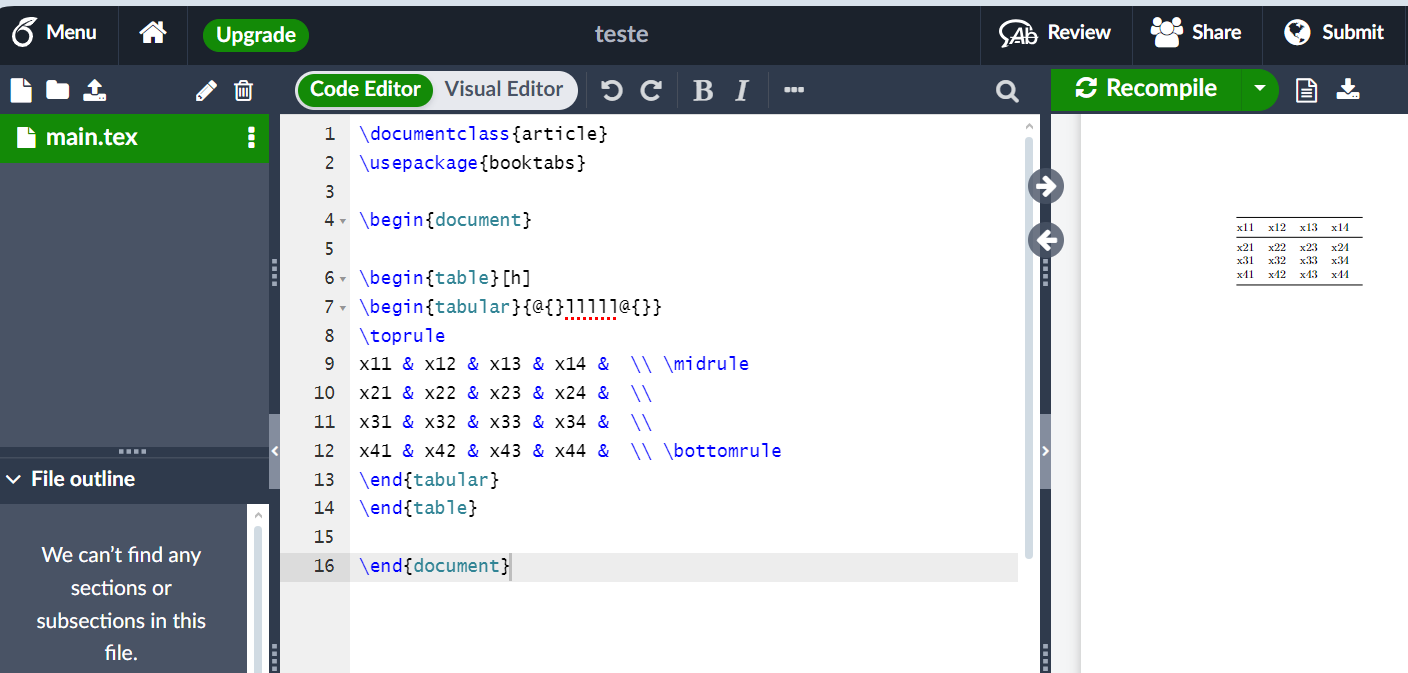 Menu
Upgrade
teste
Review
Share
Submit
Code Editor
Visual Editor
B I
Recompile
main.tex
1 \documentclass{article}
2 \usepackage{booktabs}
3
4 \begin{document}
5
6 \begin{table}[h]
7 \begin{tabular}{@{}lllll@{}}
8 \toprule
9 x11 & x12 & x13 & x14 & \\ \midrule
10 x21 & x22 & x23 & x24 & \\
11 x31 & x32 & x33 & x34 & \\
12 x41 & x42 & x43 & x44 & \\ \bottomrule
13 \end{tabular}
14 \end{table}
15
16 \end{document}
File outline
We can’t find any
sections or
subsections in this
file.
x11 x12 x13 x14
x21 x22 x23 x24
x31 x32 x33 x34
x41 x42 x43 x44